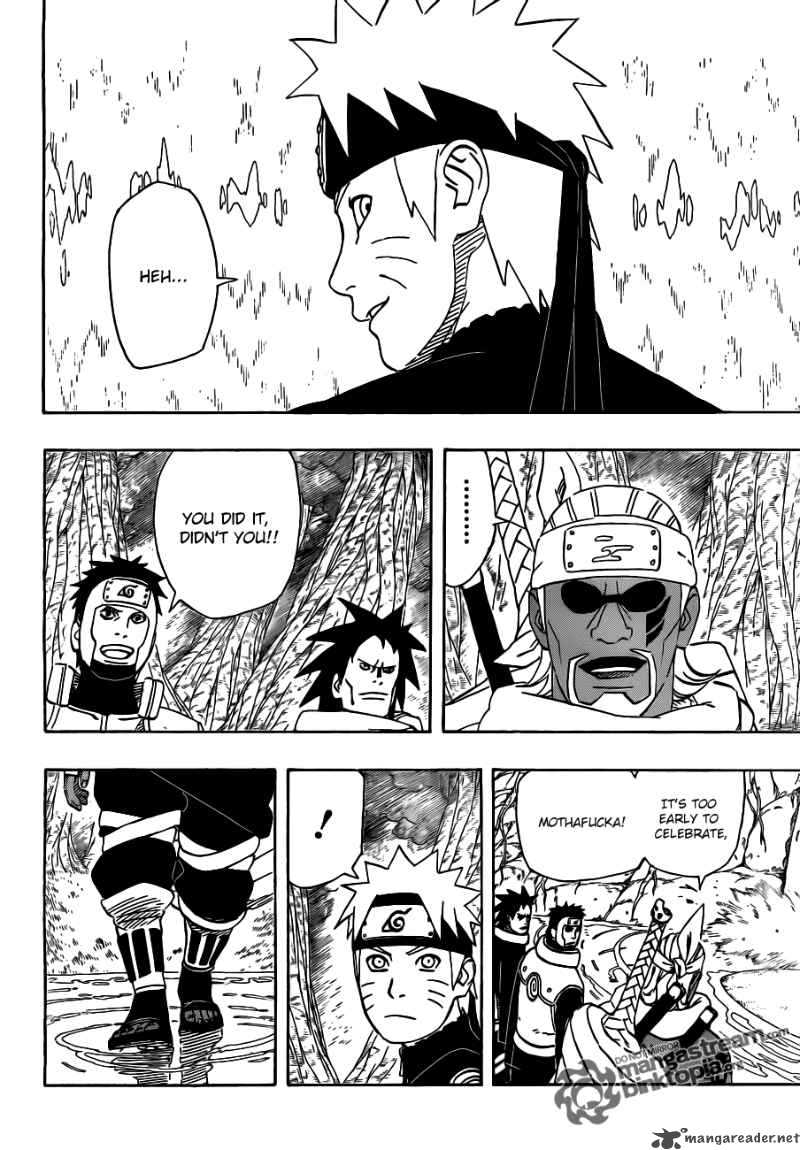 HEH...
YOU DID IT,
DIDN'T YOU!!
.........
!
IT'S TOO
EARLY TO
CELEBRATE,
MOTHAFUCKA!
DO NOT MIRROR
mangastream.com
binktopia
mangareader.net